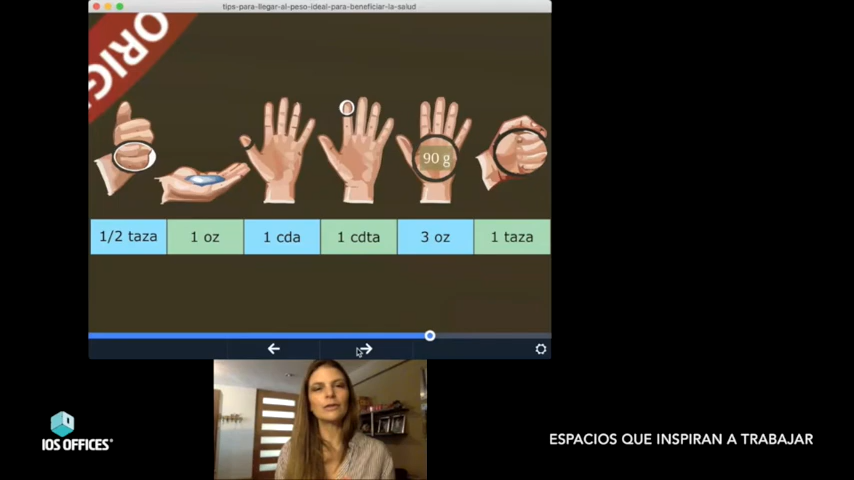 tips-para-llegar-al-peso-ideal-para-beneficiar-la-salud
ORIG
90 g
1/2 taza
1 oz
1 cda
1 cdta
3 oz
1 taza
IOS OFFICES®
ESPACIOS QUE INSPIRAN A TRABAJAR